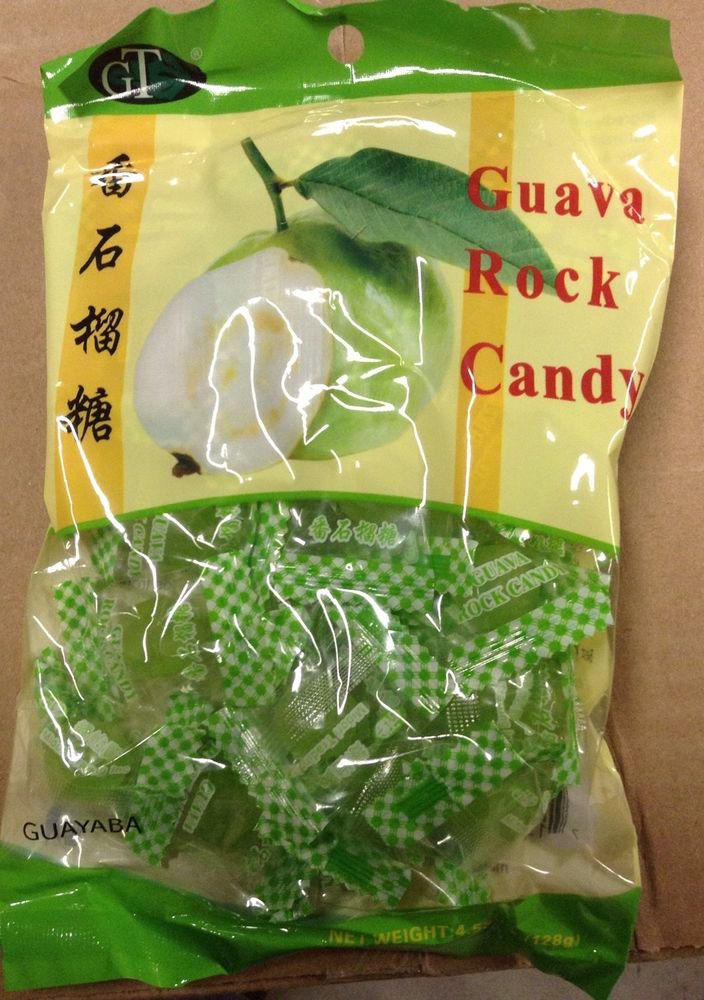 GT
®
番石榴糖
Guava
Rock
Candy
番石榴糖
GUAVA
ROCK CANDY
GUAYABA
NET WEIGHT:4.5 (128g)